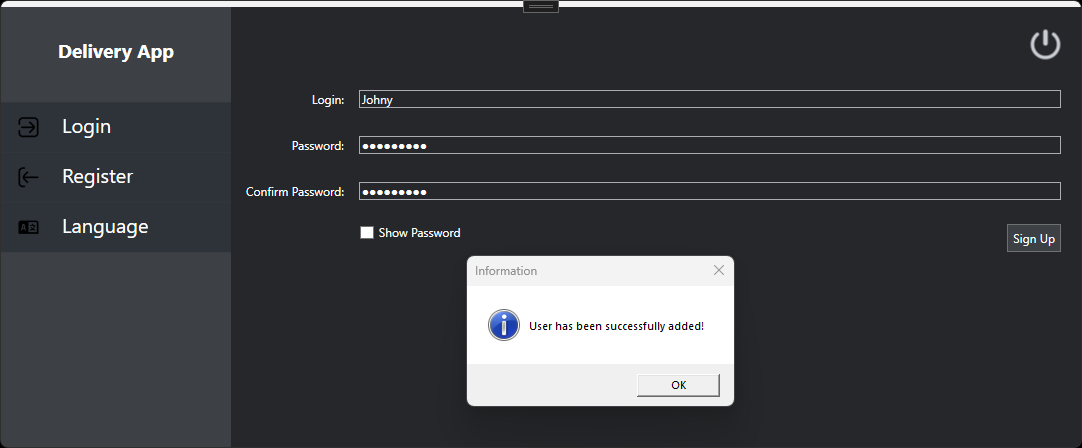 Delivery App
Login
Register
Language
Login:
Johny
Password:
●●●●●●●●●
Confirm Password:
●●●●●●●●●
Show Password
Sign Up
Information
User has been successfully added!
OK